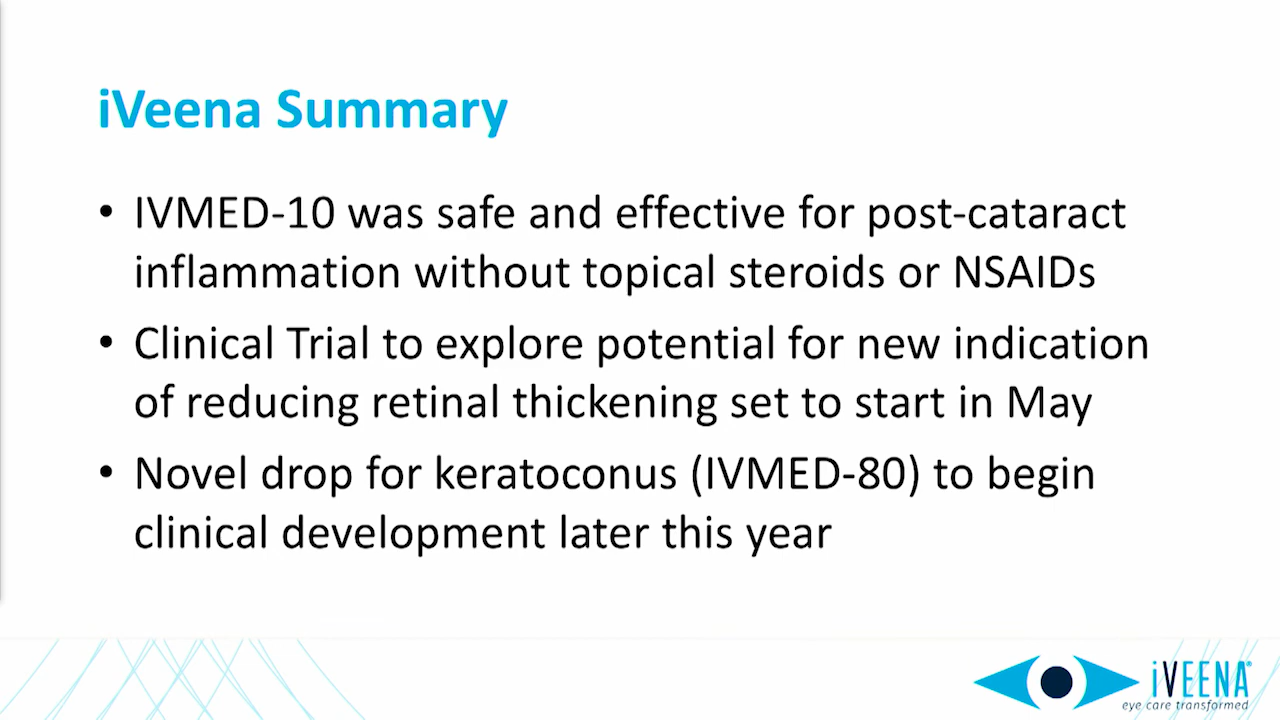 iVeena Summary
• IVMED-10 was safe and effective for post-cataract
inflammation without topical steroids or NSAIDs
• Clinical Trial to explore potential for new indication
of reducing retinal thickening set to start in May
• Novel drop for keratoconus (IVMED-80) to begin
clinical development later this year
iVEENA®
eye care transformed